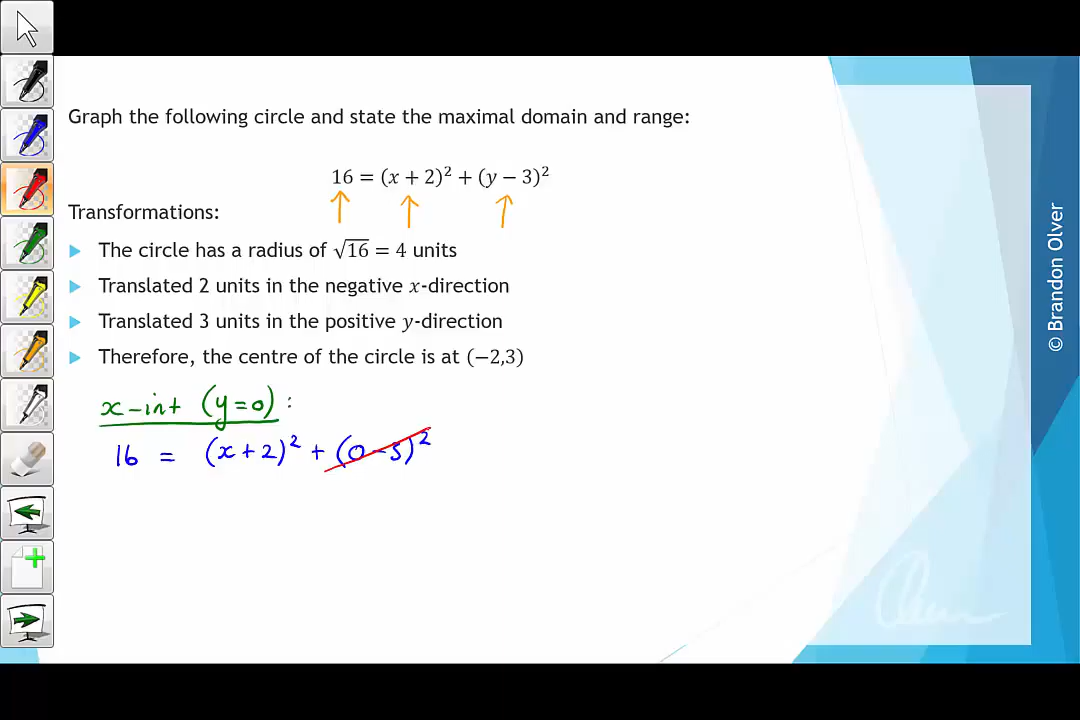 Graph the following circle and state the maximal domain and range:
16 = (x + 2)² + (y − 3)²
Transformations:
The circle has a radius of √16 = 4 units
Translated 2 units in the negative x-direction
Translated 3 units in the positive y-direction
Therefore, the centre of the circle is at (−2,3)
x-int (y=0) :
16 = (x+2)² + (0-3)²
© Brandon Olver